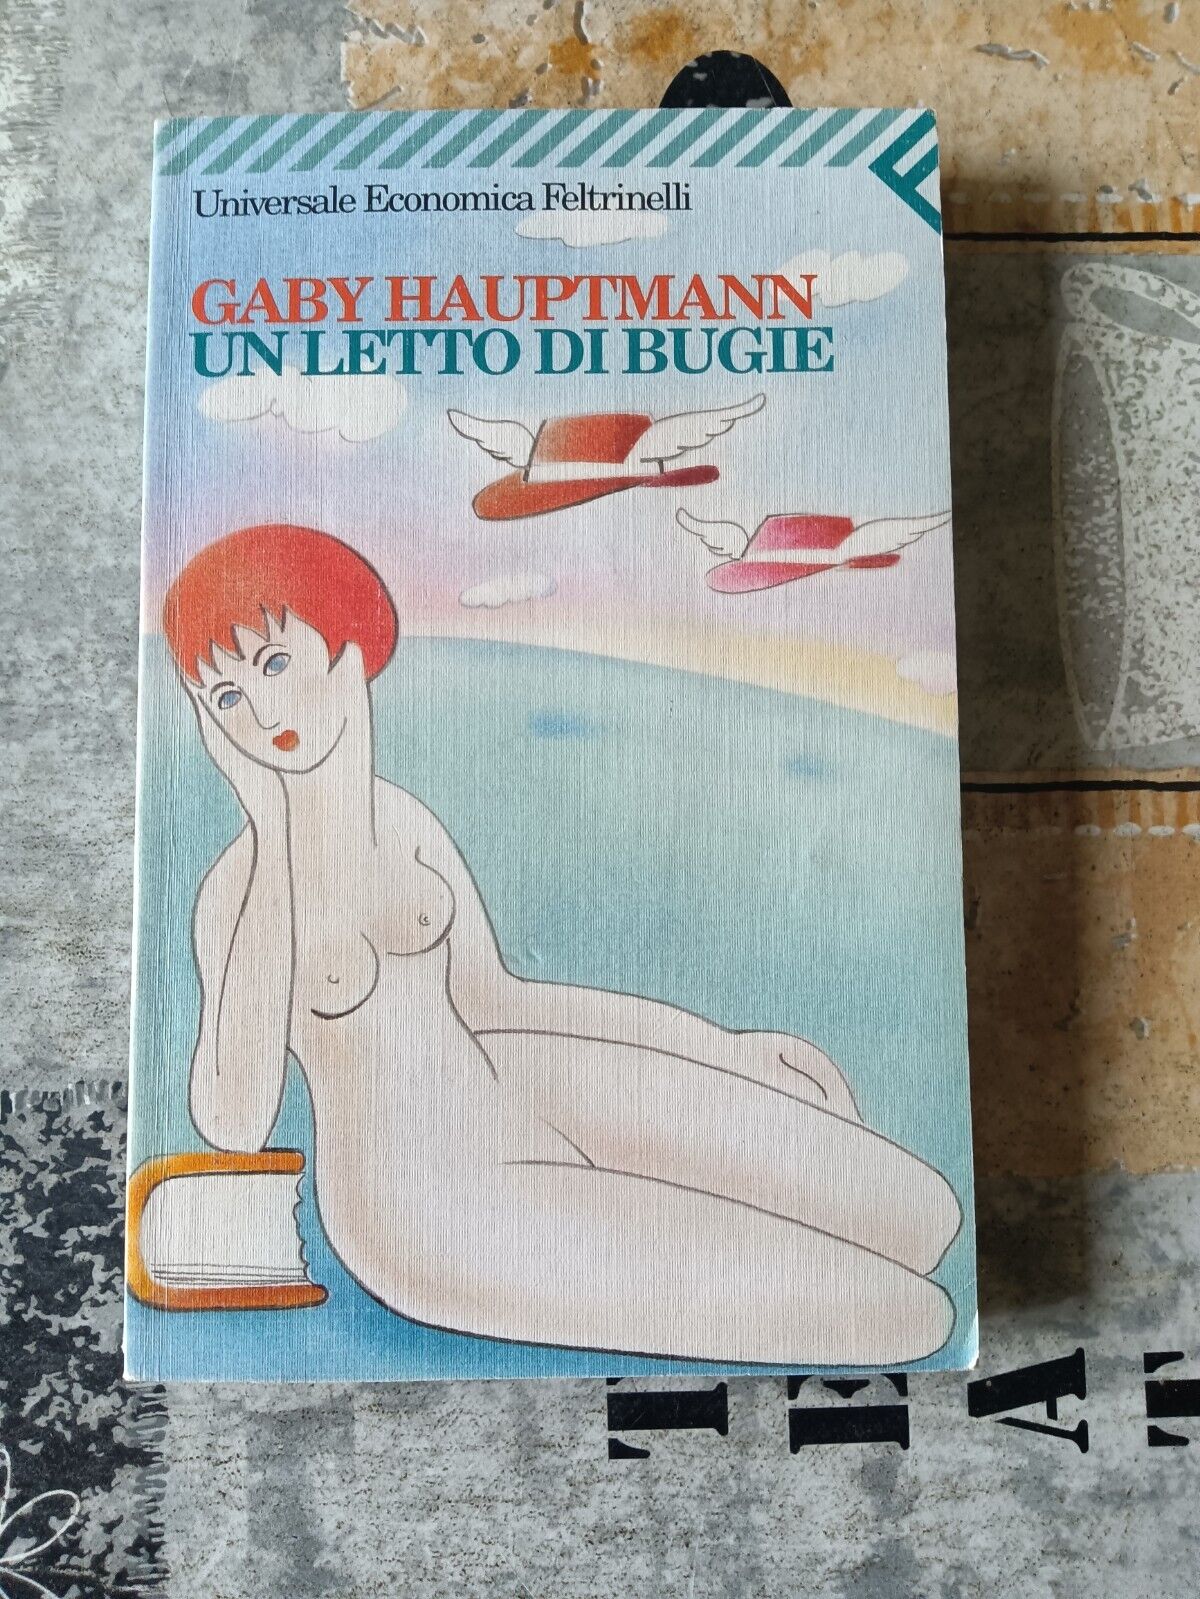 Universale Economica Feltrinelli
GABY HAUPTMANN
UN LETTO DI BUGIE
F
T E A T